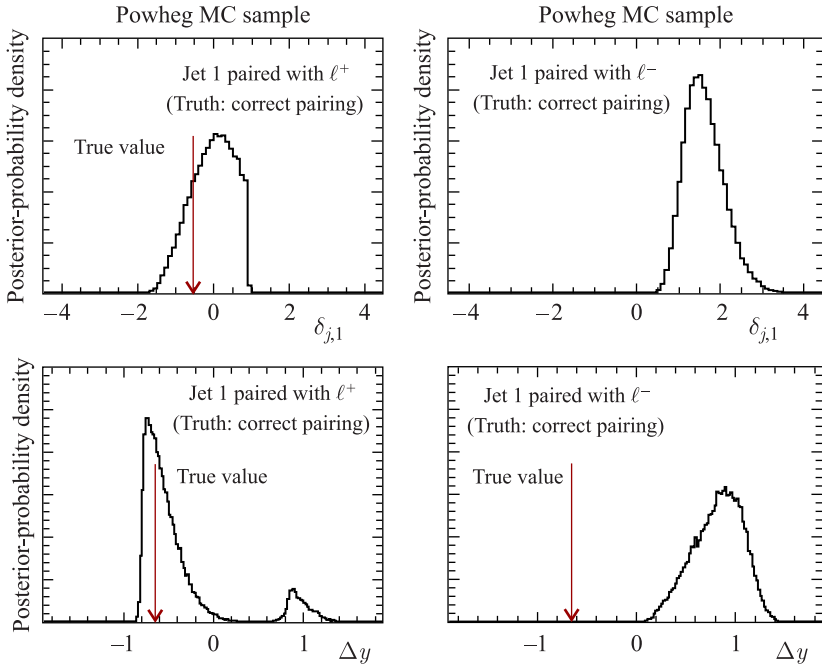 Powheg MC sample
Posterior-probability density
Jet 1 paired with ℓ⁺
(Truth: correct pairing)
True value
−4 −2 0 2 4
δj,1
Powheg MC sample
Posterior-probability density
Jet 1 paired with ℓ−
(Truth: correct pairing)
−4 −2 0 2 4
δj,1
Posterior-probability density
Jet 1 paired with ℓ⁺
(Truth: correct pairing)
True value
−1 0 1
Δy
Jet 1 paired with ℓ−
(Truth: correct pairing)
True value
−1 0 1
Δy